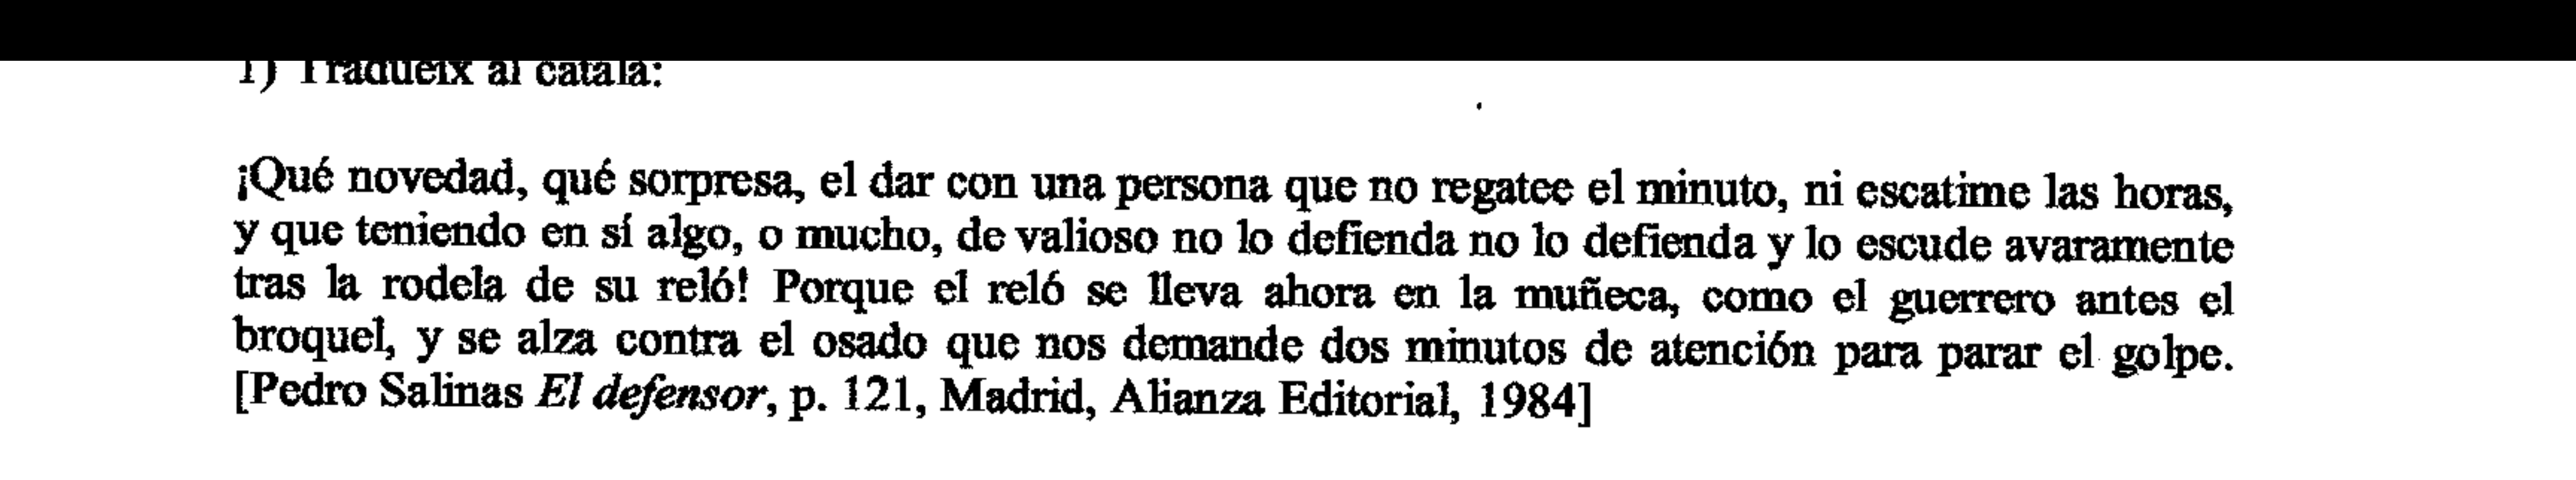 1) Tradueix al català:
¡Qué novedad, qué sorpresa, el dar con una persona que no regatee el minuto, ni escatime las horas,
y que teniendo en sí algo, o mucho, de valioso no lo defienda no lo defienda y lo escude avaramente
tras la rodela de su reló! Porque el reló se lleva ahora en la muñeca, como el guerrero antes el
broquel, y se alza contra el osado que nos demande dos minutos de atención para parar el golpe.
[Pedro Salinas El defensor, p. 121, Madrid, Alianza Editorial, 1984]